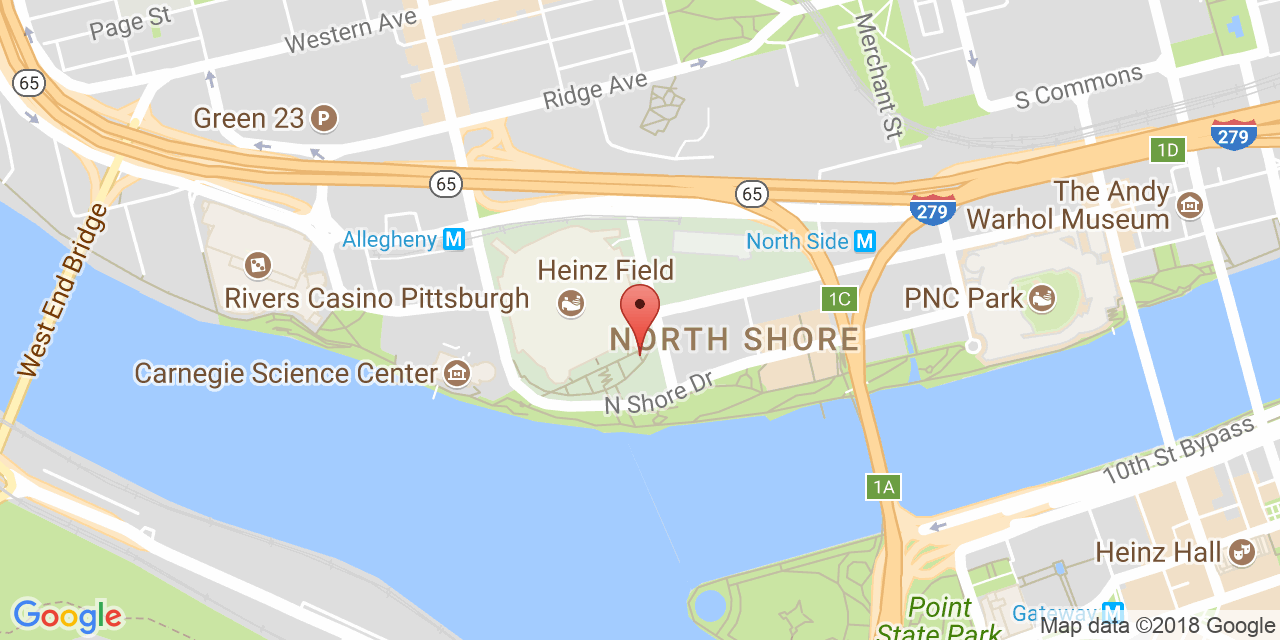 Page St
Western Ave
Merchant St
65
Ridge Ave
S Commons
Green 23 P
279
1D
65
65
The Andy
Warhol Museum
279
West End Bridge
Allegheny M
North Side M
Heinz Field
Rivers Casino Pittsburgh
1C
PNC Park
NORTH SHORE
Carnegie Science Center
N Shore Dr
10th St Bypass
1A
Heinz Hall
Google
Point
State Park
Gateway M
Map data ©2018 Google